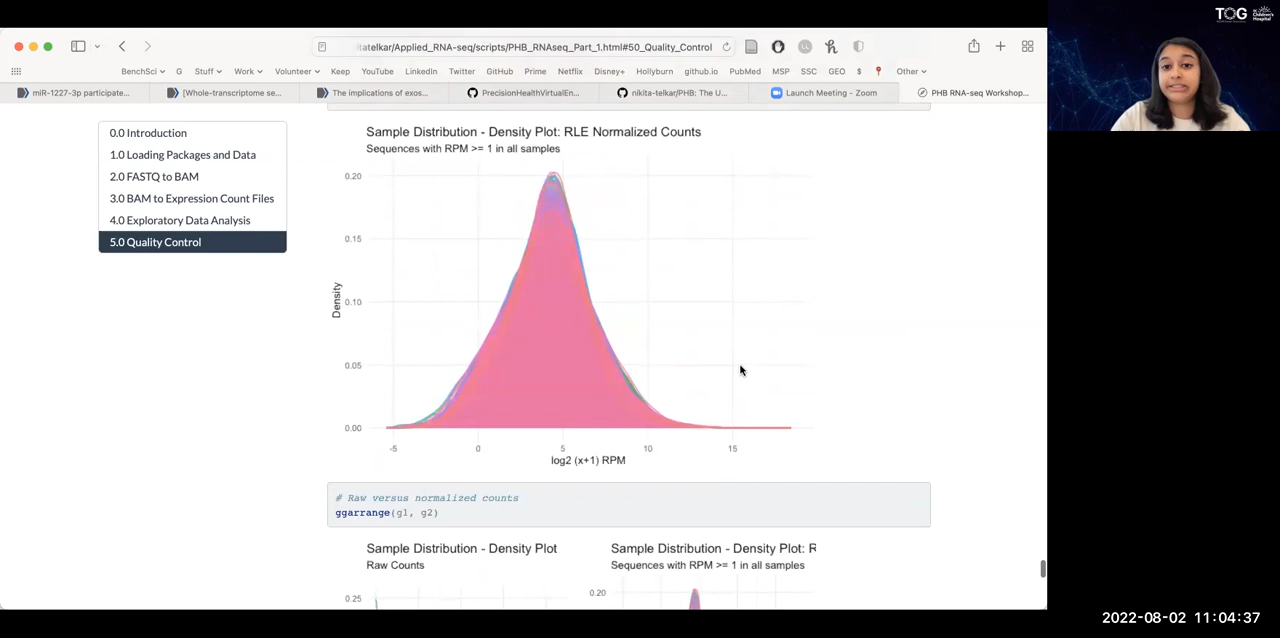 TOG
Children's
Hospital
itatelkar/Applied_RNA-seq/scripts/PHB_RNAseq_Part_1.html#50_Quality_Control
BenchSci G Stuff Work Volunteer Keep YouTube LinkedIn Twitter GitHub Prime Netflix Disney+ Hollyburn github.io PubMed MSP SSC GEO $ Other
miR-1227-3p participate... [Whole-transcriptome se... The implications of exos... PrecisionHealthVirtualEn... nikita-telkar/PHB: The U... Launch Meeting - Zoom PHB RNA-seq Workshop...
0.0 Introduction
1.0 Loading Packages and Data
2.0 FASTQ to BAM
3.0 BAM to Expression Count Files
4.0 Exploratory Data Analysis
5.0 Quality Control
Sample Distribution - Density Plot: RLE Normalized Counts
Sequences with RPM >= 1 in all samples
0.20
0.15
0.10
0.05
0.00
Density
-5 0 5 10 15
log2 (x+1) RPM
# Raw versus normalized counts
ggarrange(g1, g2)
Sample Distribution - Density Plot
Raw Counts
0.25
Sample Distribution - Density Plot: R
Sequences with RPM >= 1 in all samples
0.20
2022-08-02 11:04:37